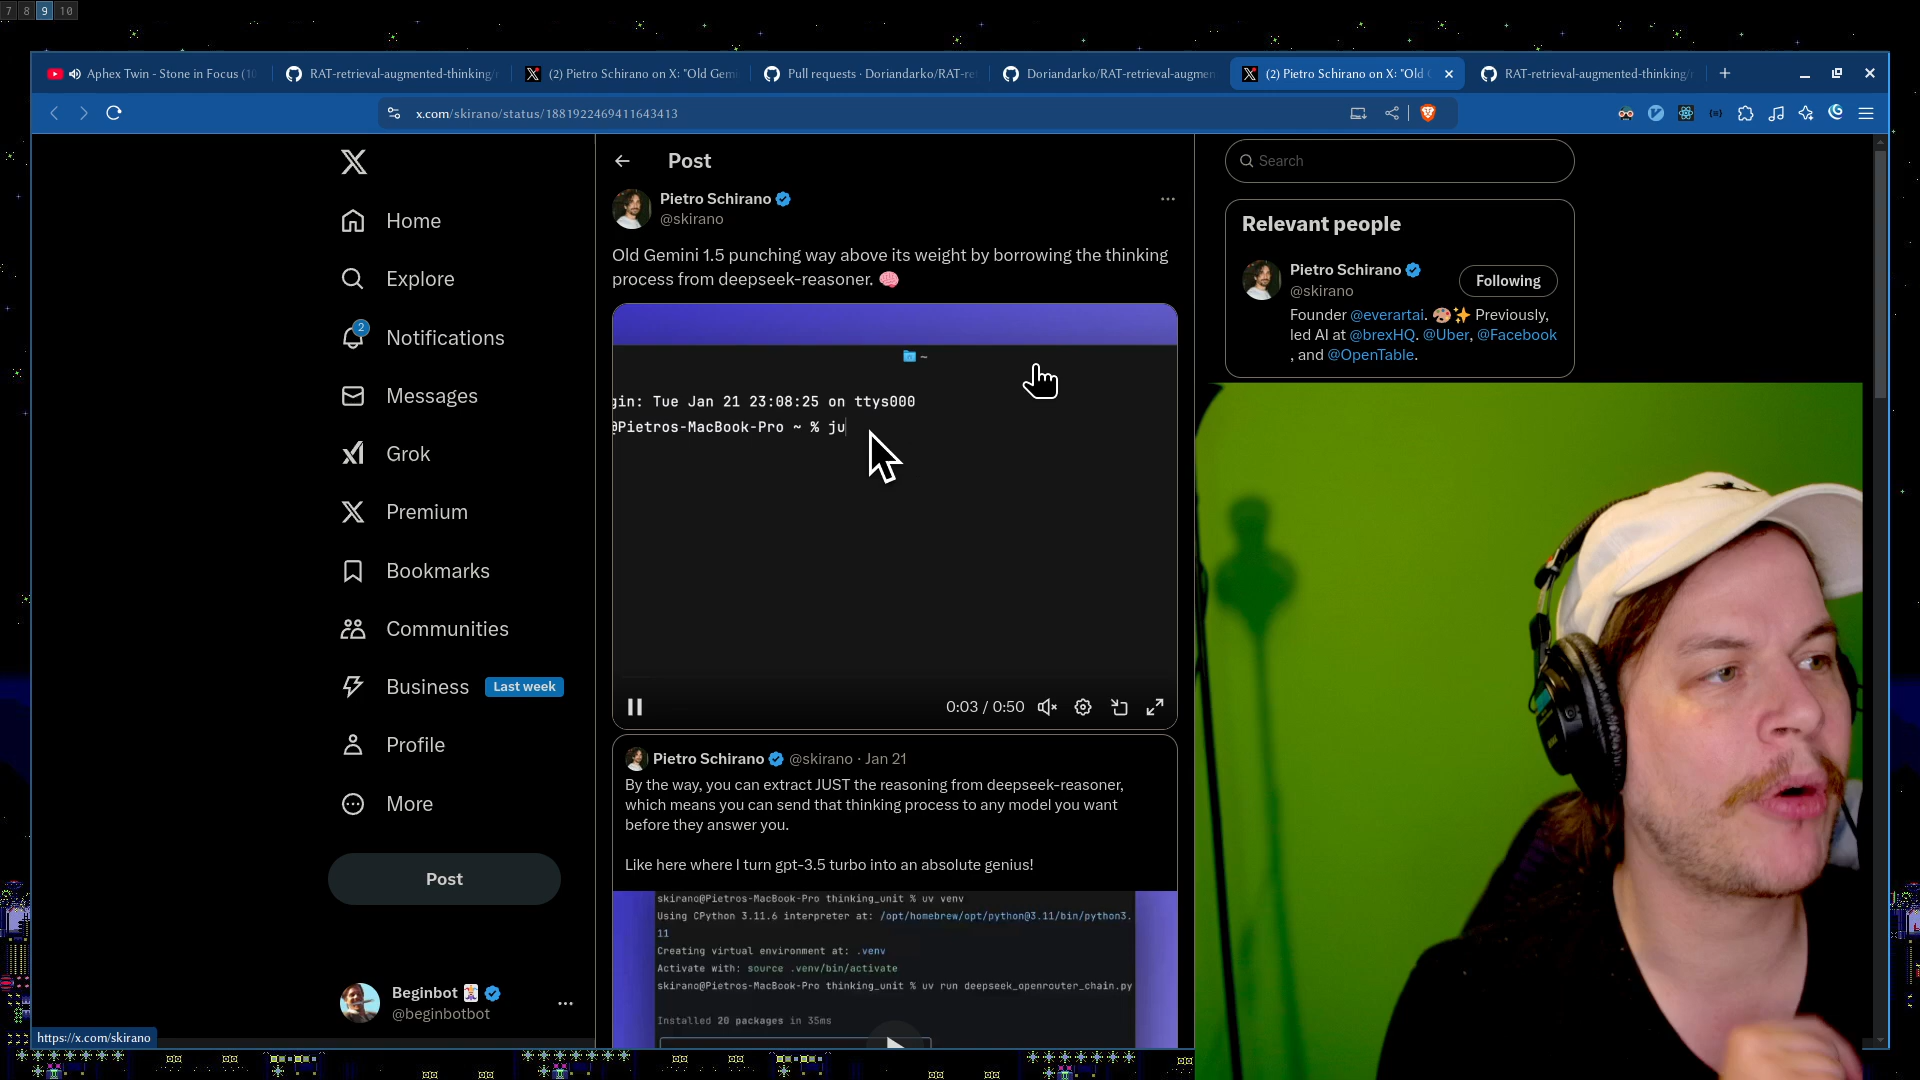 7 8 9 10
Aphex Twin - Stone in Focus (10
RAT-retrieval-augmented-thinking/r
(2) Pietro Schirano on X: "Old Gemi
Pull requests · Doriandarko/RAT-ret
Doriandarko/RAT-retrieval-augmen
(2) Pietro Schirano on X: "Old G
RAT-retrieval-augmented-thinking/r
x.com/skirano/status/1881922469411643413
Home
Explore
2
Notifications
Messages
Grok
Premium
Bookmarks
Communities
Business
Last week
Profile
More
Post
Beginbot
@beginbotbot
https://x.com/skirano
Post
Pietro Schirano
@skirano
Old Gemini 1.5 punching way above its weight by borrowing the thinking
process from deepseek-reasoner. 🧠
~
gin: Tue Jan 21 23:08:25 on ttys000
@Pietros-MacBook-Pro ~ % ju
0:03 / 0:50
Pietro Schirano @skirano · Jan 21
By the way, you can extract JUST the reasoning from deepseek-reasoner,
which means you can send that thinking process to any model you want
before they answer you.
Like here where I turn gpt-3.5 turbo into an absolute genius!
skirano@Pietros-MacBook-Pro thinking_unit % uv venv
Using CPython 3.11.6 interpreter at: /opt/homebrew/opt/python@3.11/bin/python3.
11
Creating virtual environment at: .venv
Activate with: source .venv/bin/activate
skirano@Pietros-MacBook-Pro thinking_unit % uv run deepseek_openrouter_chain.py
Installed 20 packages in 35ms
Search
Relevant people
Pietro Schirano
@skirano
Following
Founder @everartai. 🎨✨ Previously,
led AI at @brexHQ. @Uber, @Facebook
, and @OpenTable.